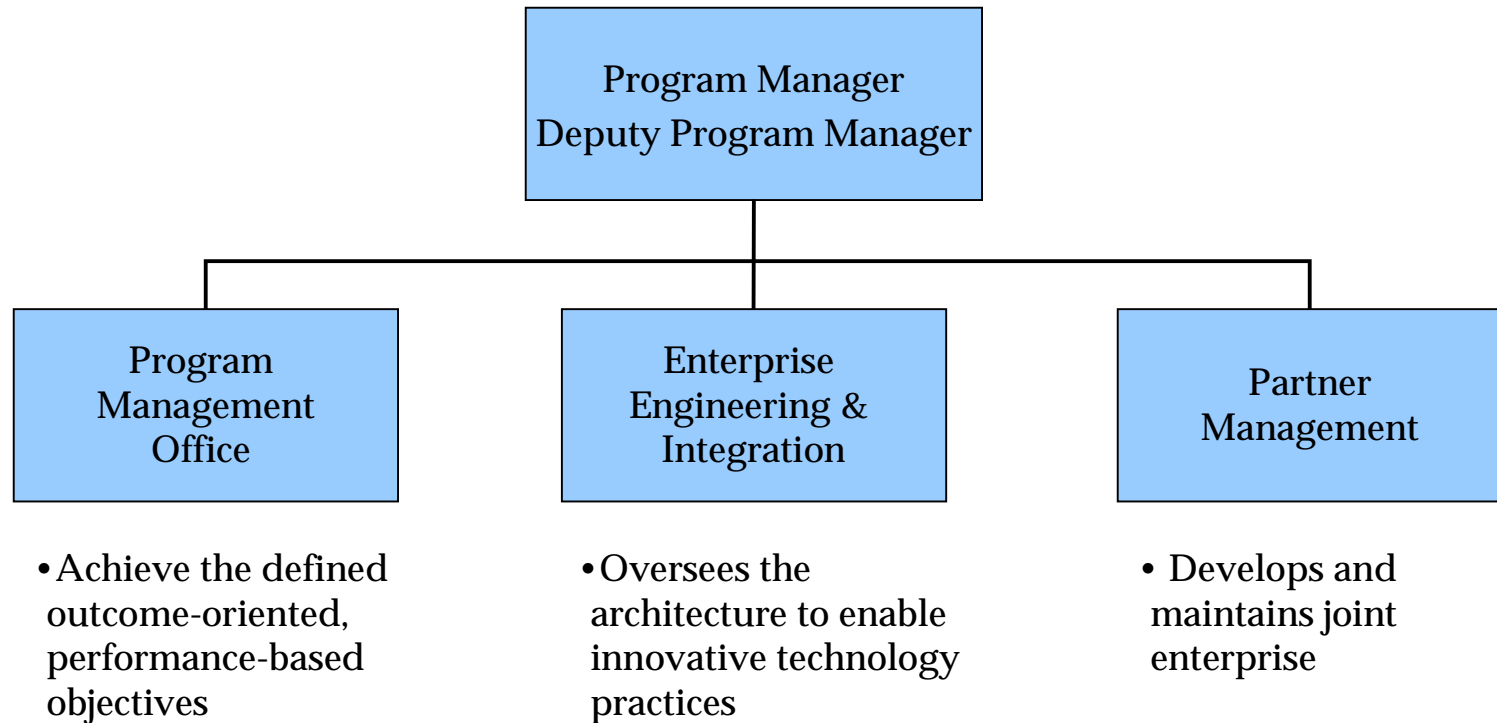 Program Manager
Deputy Program Manager
Program
Management
Office
Enterprise
Engineering &
Integration
Partner
Management
•Achieve the defined
outcome-oriented,
performance-based
objectives
•Oversees the
architecture to enable
innovative technology
practices
• Develops and
maintains joint
enterprise